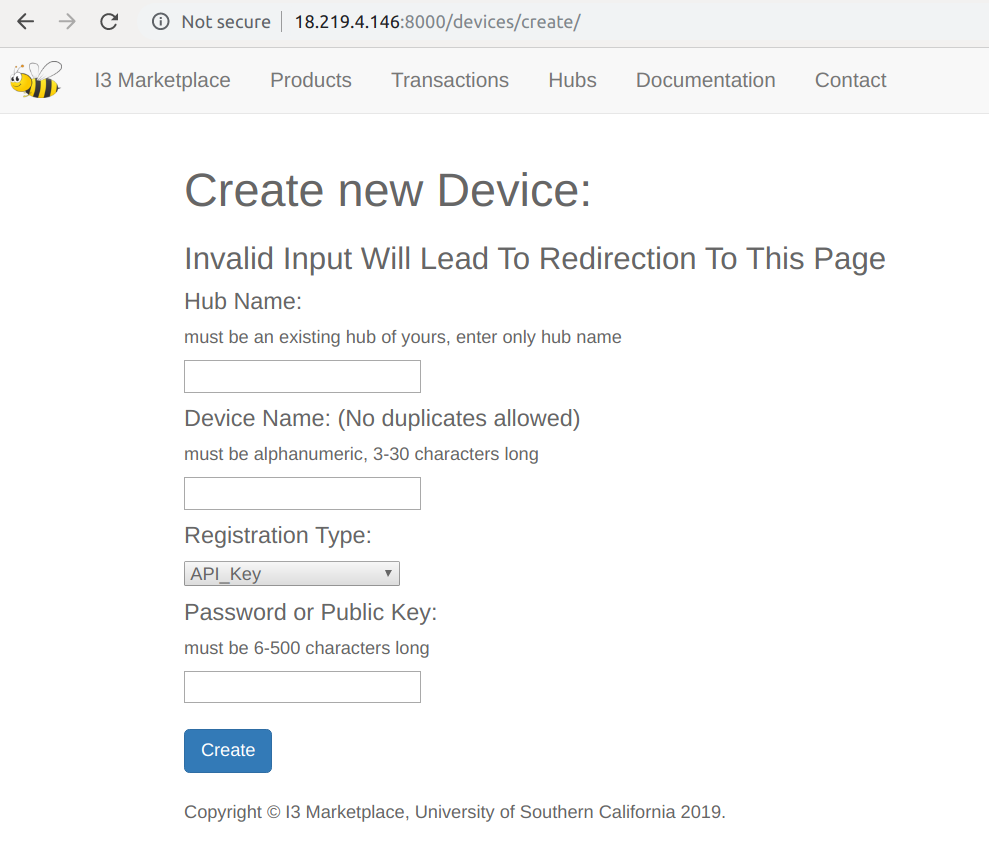 Not secure 18.219.4.146:8000/devices/create/
I3 Marketplace Products Transactions Hubs Documentation Contact
Create new Device:
Invalid Input Will Lead To Redirection To This Page
Hub Name:
must be an existing hub of yours, enter only hub name
Device Name: (No duplicates allowed)
must be alphanumeric, 3-30 characters long
Registration Type:
API_Key
Password or Public Key:
must be 6-500 characters long
Create
Copyright © I3 Marketplace, University of Southern California 2019.